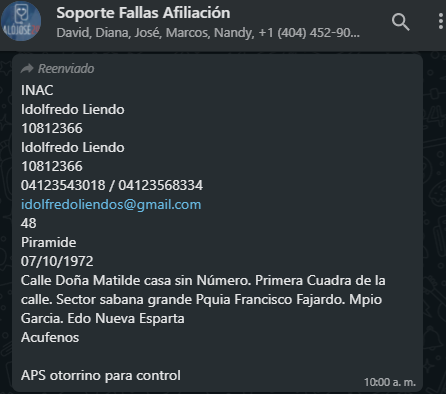 Soporte Fallas Afiliación
David, Diana, José, Marcos, Nandy, +1 (404) 452-90...
Reenviado
INAC
Idolfredo Liendo
10812366
Idolfredo Liendo
10812366
04123543018 / 04123568334
idolfredoliendos@gmail.com
48
Piramide
07/10/1972
Calle Doña Matilde casa sin Número. Primera Cuadra de la
calle. Sector sabana grande Pquia Francisco Fajardo. Mpio
Garcia. Edo Nueva Esparta
Acufenos
APS otorrino para control
10:00 a. m.